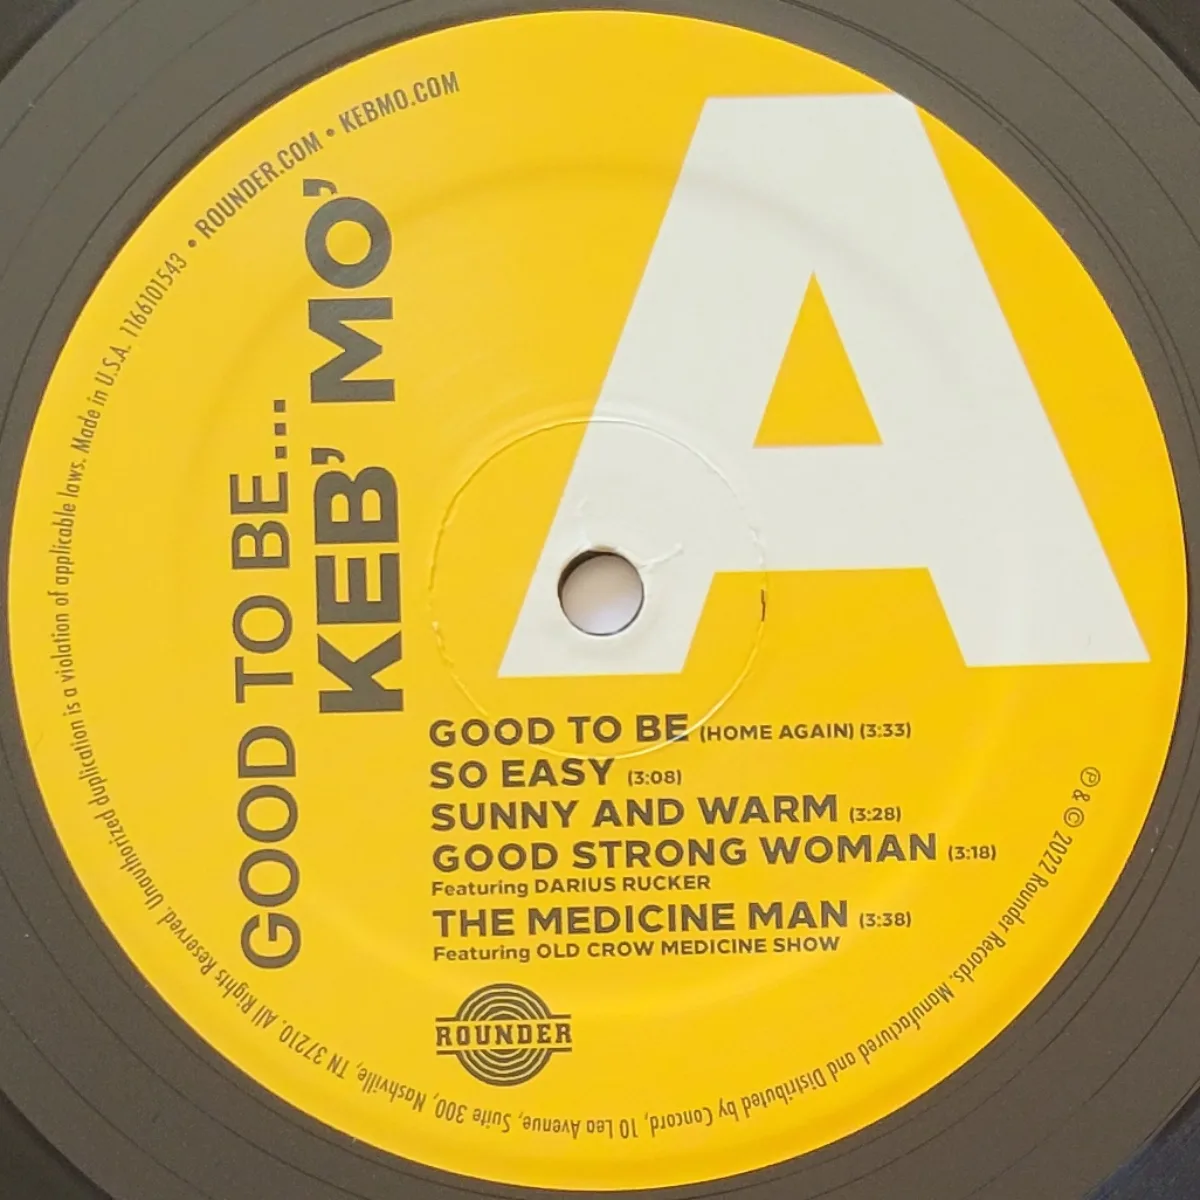 A
GOOD TO BE...
KEB' MO'
GOOD TO BE (HOME AGAIN) (3:33)
SO EASY (3:08)
SUNNY AND WARM (3:28)
GOOD STRONG WOMAN (3:18)
Featuring DARIUS RUCKER
THE MEDICINE MAN (3:38)
Featuring OLD CROW MEDICINE SHOW
ROUNDER
℗ & © 2022 Rounder Records. Manufactured and Distributed by Concord, 10 Lea Avenue, Suite 300, Nashville, TN 37210. All Rights Reserved. Unauthorized duplication is a violation of applicable laws. Made in U.S.A. 1166101543 • ROUNDER.COM • KEBMO.COM